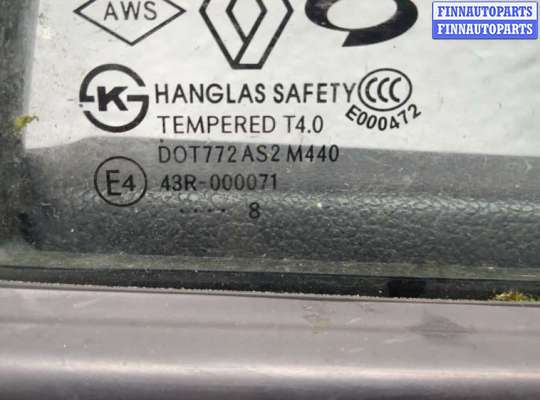 FINNAUTOPARTS
FINNAUTOPARTS
AWS
K HANGLAS SAFETY CCC
E000472
TEMPERED T4.0
DOT772 AS2 M440
E4 43R-000071
.... .. 8